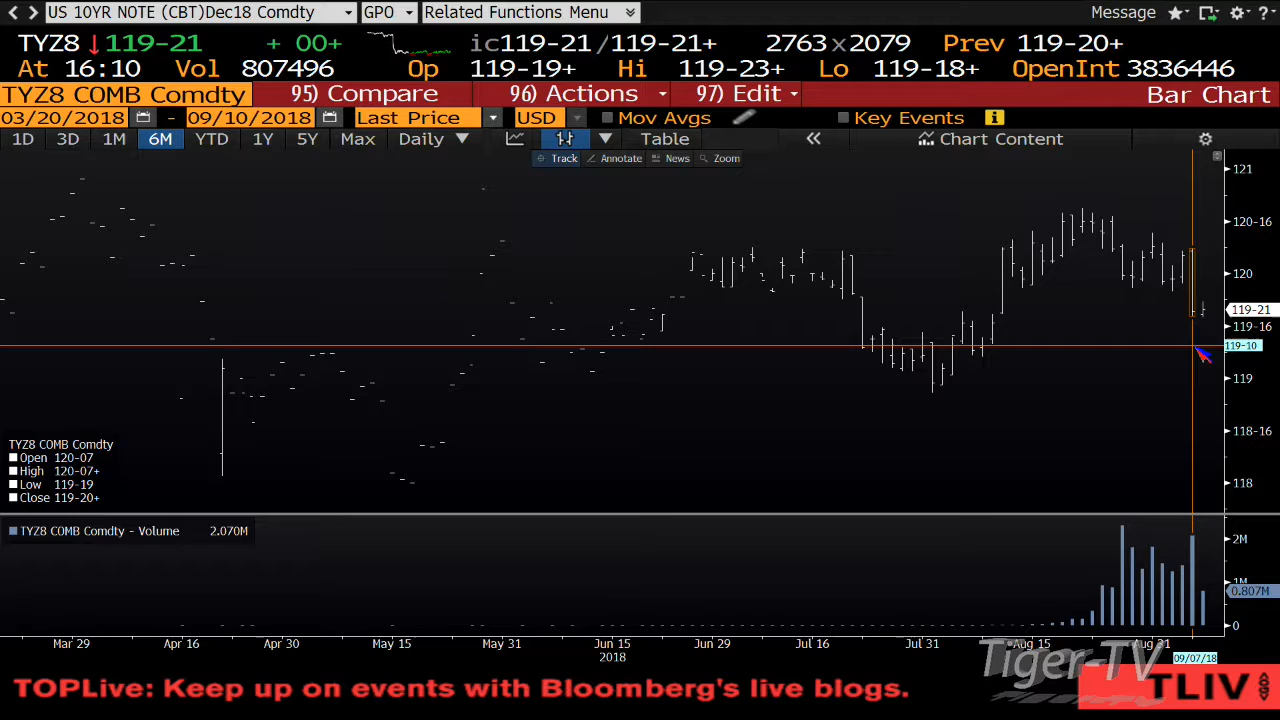 US 10YR NOTE (CBT)Dec18 Comdty GPO Related Functions Menu Message
TYZ8 119-21 + 00+ ic119-21 /119-21+ 2763x2079 Prev 119-20+
At 16:10 Vol 807496 Op 119-19+ Hi 119-23+ Lo 119-18+ OpenInt 3836446
TYZ8 COMB Comdty 95) Compare 96) Actions 97) Edit Bar Chart
03/20/2018 - 09/10/2018 Last Price USD Mov Avgs Key Events
1D 3D 1M 6M YTD 1Y 5Y Max Daily Table Chart Content
Track Annotate News Zoom
121
120-16
120
119-21
119-16
119-10
119
118-16
118
TYZ8 COMB Comdty
Open 120-07
High 120-07+
Low 119-19
Close 119-20+
TYZ8 COMB Comdty - Volume 2.070M
2M
1M
0.807M
0
Mar 29 Apr 16 Apr 30 May 15 May 31 Jun 15 Jun 29 Jul 16 Jul 31 Aug 15 Aug 31
2018 09/07/18
Tiger-TV
TOPLive: Keep up on events with Bloomberg's live blogs. TLIV